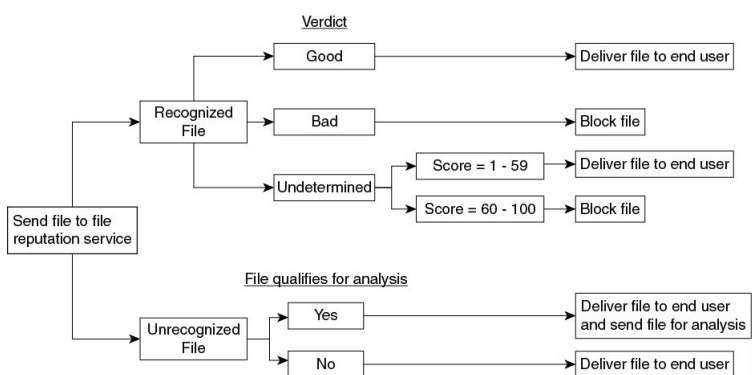 Verdict
Good
Deliver file to end user
Recognized
File
Bad
Block file
Undetermined
Score = 1 - 59
Deliver file to end user
Score = 60 - 100
Block file
Send file to file
reputation service
File qualifies for analysis
Unrecognized
File
Yes
Deliver file to end user
and send file for analysis
No
Deliver file to end user